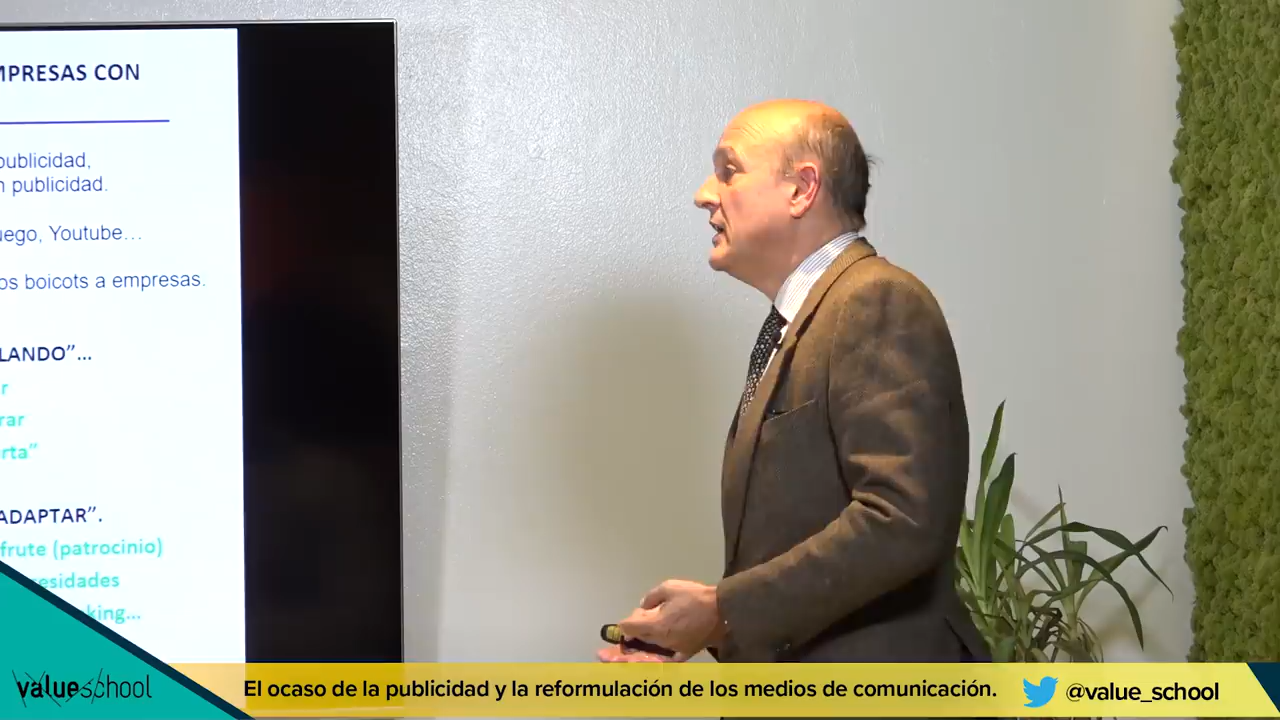 MPRESAS CON
publicidad,
n publicidad.
uego, Youtube...
os boicots a empresas.
LANDO”...
r
rar
rta”
ADAPTAR”.
frute (patrocinio)
esidades
king...
valueschool
El ocaso de la publicidad y la reformulación de los medios de comunicación.
@value_school